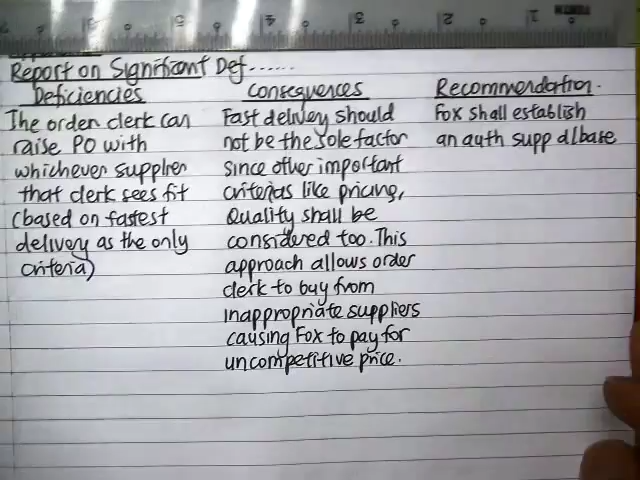 Report on Significant Def......
Deficiencies
The order clerk can
raise PO with
whichever supplier
that clerk sees fit
(based on fastest
delivery as the only
criteria)
Consequences
Fast delivery should
not be the sole factor
since other important
criterias like pricing,
Quality shall be
considered too. This
approach allows order
clerk to buy from
inappropriate suppliers
causing Fox to pay for
uncompetitive price.
Recommendation.
Fox shall establish
an auth supp d/base